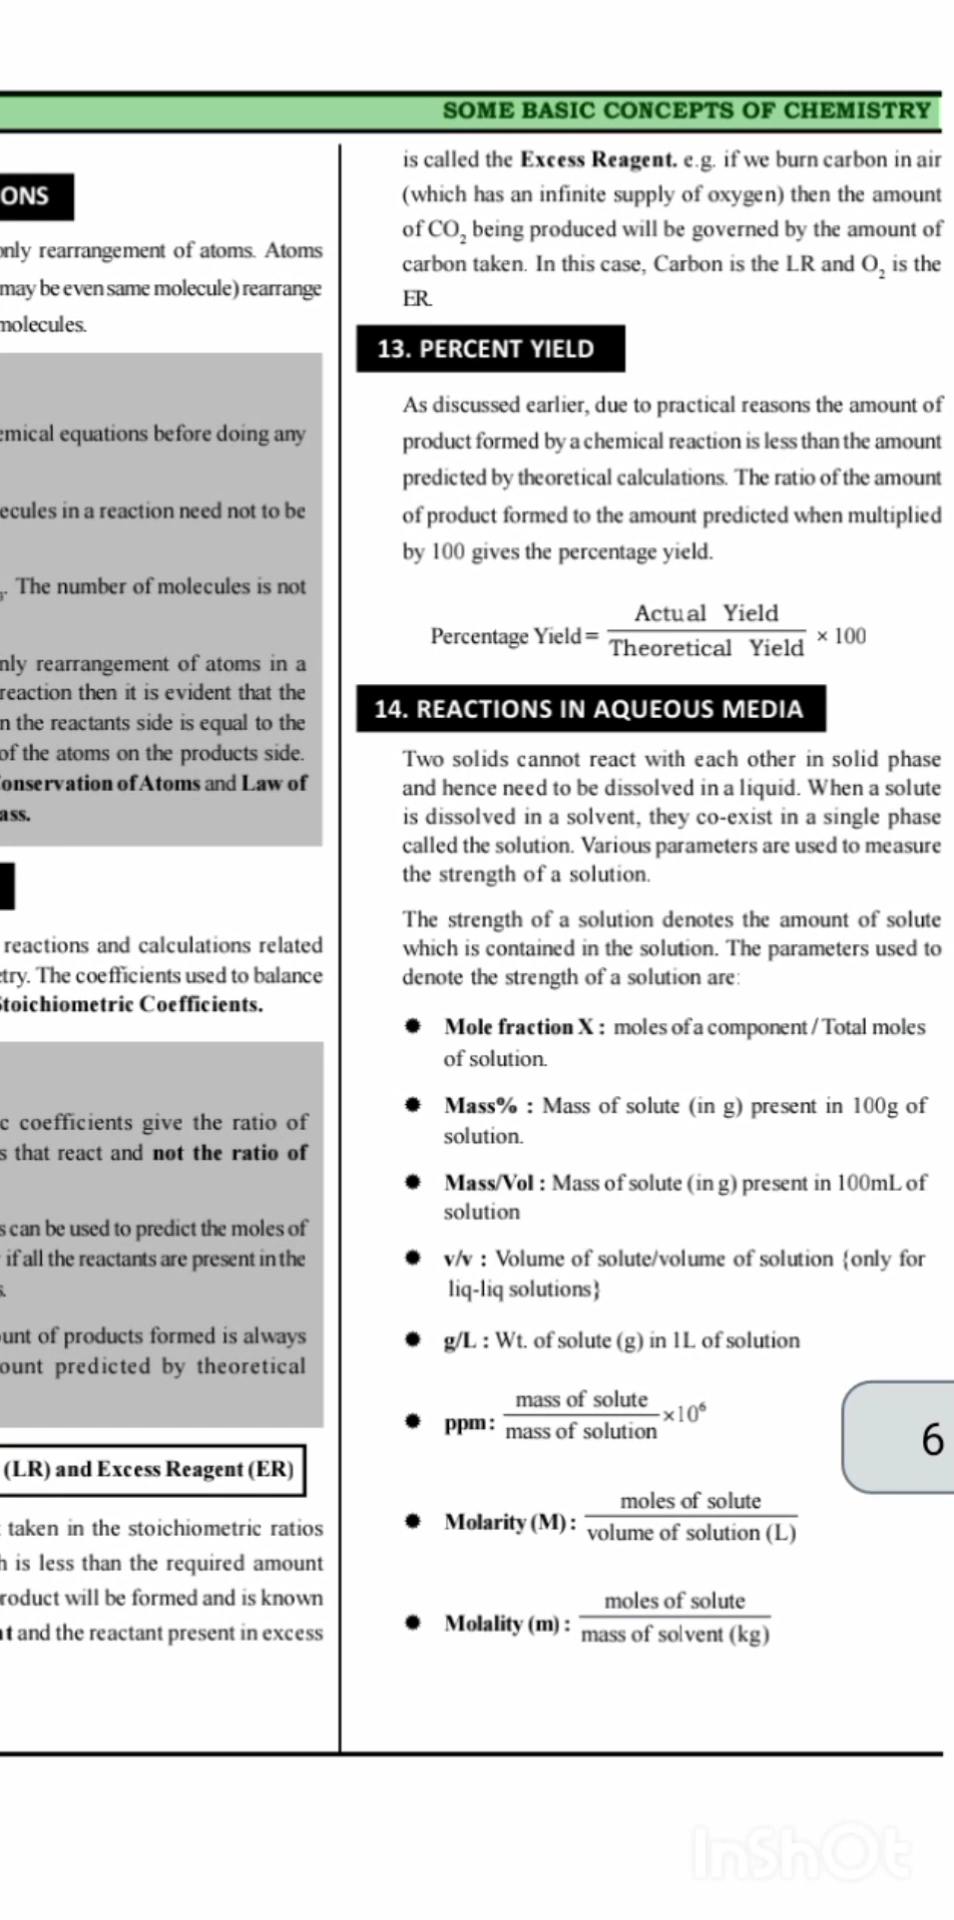 SOME BASIC CONCEPTS OF CHEMISTRY
ONS
only rearrangement of atoms. Atoms
may be even same molecule) rearrange
molecules.
emical equations before doing any
ecules in a reaction need not to be
3. The number of molecules is not
nly rearrangement of atoms in a
reaction then it is evident that the
n the reactants side is equal to the
of the atoms on the products side.
onservation of Atoms and Law of
ass.
reactions and calculations related
etry. The coefficients used to balance
Stoichiometric Coefficients.
c coefficients give the ratio of
s that react and not the ratio of
s can be used to predict the moles of
if all the reactants are present in the
s.
ount of products formed is always
ount predicted by theoretical
(LR) and Excess Reagent (ER)
taken in the stoichiometric ratios
h is less than the required amount
roduct will be formed and is known
nt and the reactant present in excess
is called the Excess Reagent. e.g. if we burn carbon in air
(which has an infinite supply of oxygen) then the amount
of CO₂ being produced will be governed by the amount of
carbon taken. In this case, Carbon is the LR and O₂ is the
ER.
13. PERCENT YIELD
As discussed earlier, due to practical reasons the amount of
product formed by a chemical reaction is less than the amount
predicted by theoretical calculations. The ratio of the amount
of product formed to the amount predicted when multiplied
by 100 gives the percentage yield.
Percentage Yield = Actual Yield / Theoretical Yield × 100
14. REACTIONS IN AQUEOUS MEDIA
Two solids cannot react with each other in solid phase
and hence need to be dissolved in a liquid. When a solute
is dissolved in a solvent, they co-exist in a single phase
called the solution. Various parameters are used to measure
the strength of a solution.
The strength of a solution denotes the amount of solute
which is contained in the solution. The parameters used to
denote the strength of a solution are:
● Mole fraction X : moles of a component / Total moles
of solution.
● Mass% : Mass of solute (in g) present in 100g of
solution.
● Mass/Vol : Mass of solute (in g) present in 100mL of
solution
● v/v : Volume of solute/volume of solution {only for
liq-liq solutions}
● g/L : Wt. of solute (g) in 1L of solution
● ppm: mass of solute / mass of solution ×10⁶
● Molarity (M) : moles of solute / volume of solution (L)
● Molality (m) : moles of solute / mass of solvent (kg)
6
InShOt